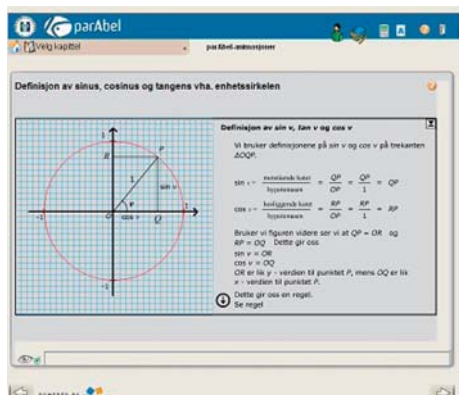 parAbel
Velg kapittel
parAbel-animasjoner
Definisjon av sinus, cosinus og tangens vha. enhetssirkelen
Definisjon av sin v, tan v og cos v
Vi bruker definisjonene på sin v og cos v på trekanten
ΔOQP.
sin v = motstående katet / hypotenusen = QP / OP = QP / 1 = QP
cos v = hosliggende katet / hypotenusen = RP / OP = RP / 1 = RP
Bruker vi figuren videre ser vi at QP = OR og
RP = OQ Dette gir oss
sin v = OR
cos v = OQ
OR er lik y - verdien til punktet P, mens OQ er lik
x - verdien til punktet P.
Dette gir oss en regel.
Se regel
1
R
P
1
sin v
v
-1
O
cos v
Q
1
-1
POWERED BY